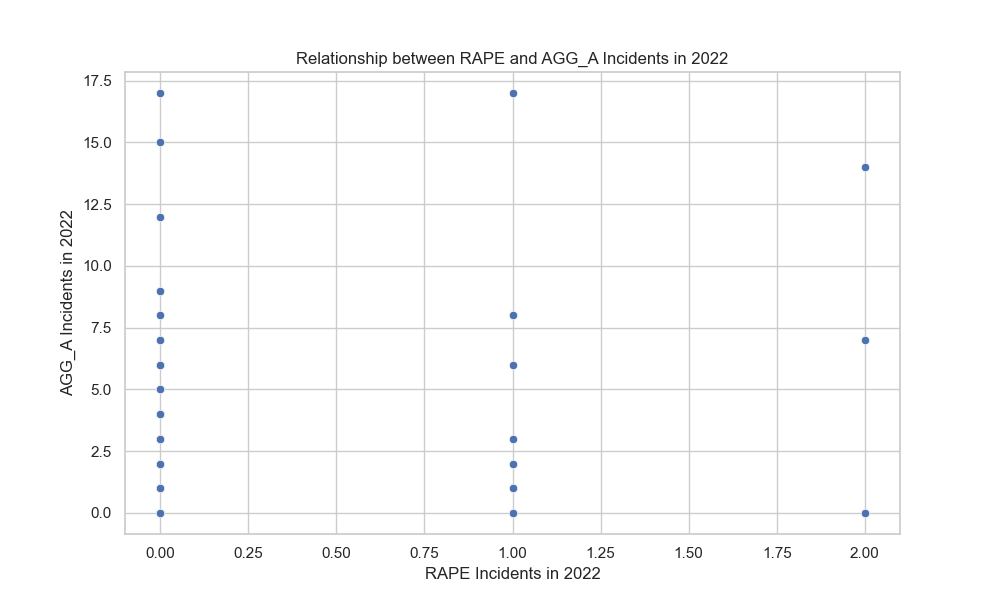 Relationship between RAPE and AGG_A Incidents in 2022
17.5
15.0
12.5
10.0
7.5
5.0
2.5
0.0
AGG_A Incidents in 2022
0.00 0.25 0.50 0.75 1.00 1.25 1.50 1.75 2.00
RAPE Incidents in 2022